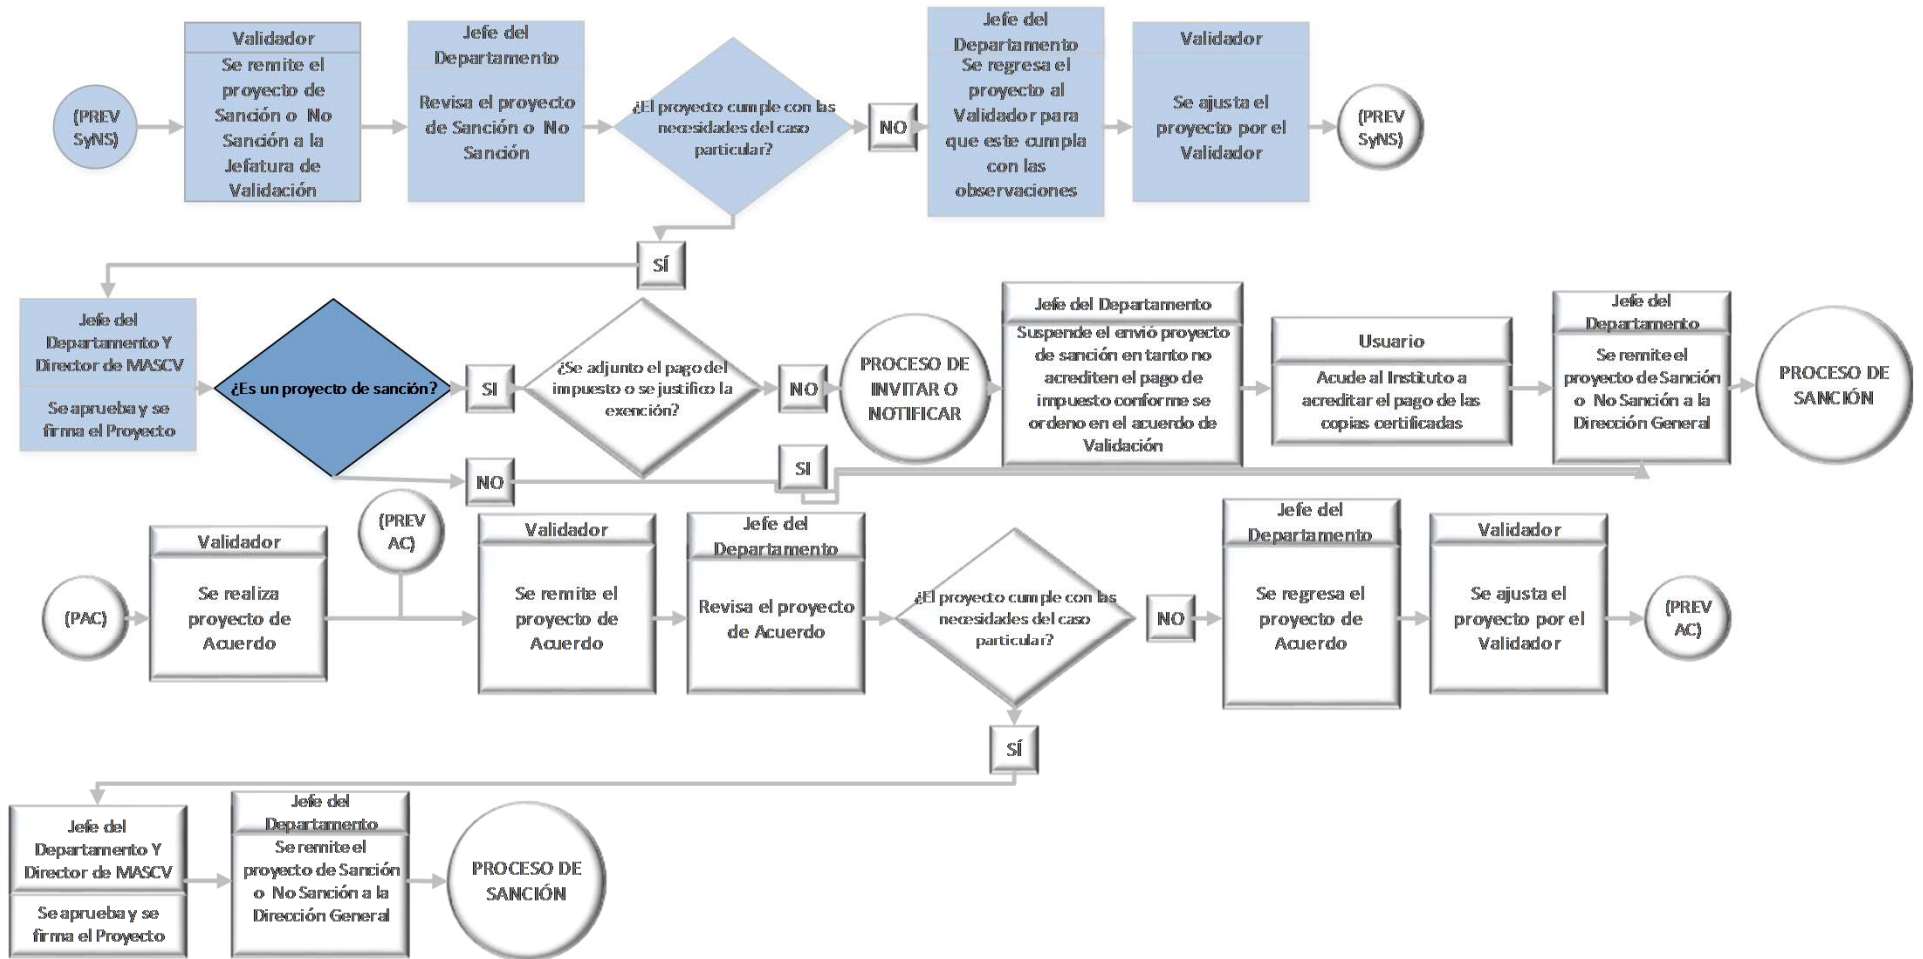 (PREV
SyNS)
Validador
Se remite el
proyecto de
Sanción o No
Sanción a la
Jefatura de
Validación
Jefe del
Departamento
Revisa el proyecto
de Sanción o No
Sanción
¿El proyecto cumple con las
necesidades del caso
particular?
NO
Jefe del
Departamento
Se regresa el
proyecto al
Validador para
que este cumpla
con las
observaciones
Validador
Se ajusta el
proyecto por el
Validador
(PREV
SyNS)
SÍ
Jefe del
Departamento Y
Director de MASCV
Se aprueba y se
firma el Proyecto
¿Es un proyecto de sanción?
SI
¿Se adjunto el pago del
impuesto o se justifico la
exención?
NO
PROCESO DE
INVITAR O
NOTIFICAR
Jefe del Departamento
Suspende el envió proyecto
de sanción en tanto no
acrediten el pago de
impuesto conforme se
ordeno en el acuerdo de
Validación
Usuario
Acude al Instituto a
acreditar el pago de las
copias certificadas
Jefe del
Departamento
Se remite el
proyecto de Sanción
o No Sanción a la
Dirección General
PROCESO DE
SANCIÓN
NO
SI
(PAC)
Validador
Se realiza
proyecto de
Acuerdo
(PREV
AC)
Validador
Se remite el
proyecto de
Acuerdo
Jefe del
Departamento
Revisa el proyecto
de Acuerdo
¿El proyecto cumple con las
necesidades del caso
particular?
NO
Jefe del
Departamento
Se regresa el
proyecto de
Acuerdo
Validador
Se ajusta el
proyecto por el
Validador
(PREV
AC)
SÍ
Jefe del
Departamento Y
Director de MASCV
Se aprueba y se
firma el Proyecto
Jefe del
Departamento
Se remite el
proyecto de Sanción
o No Sanción a la
Dirección General
PROCESO DE
SANCIÓN